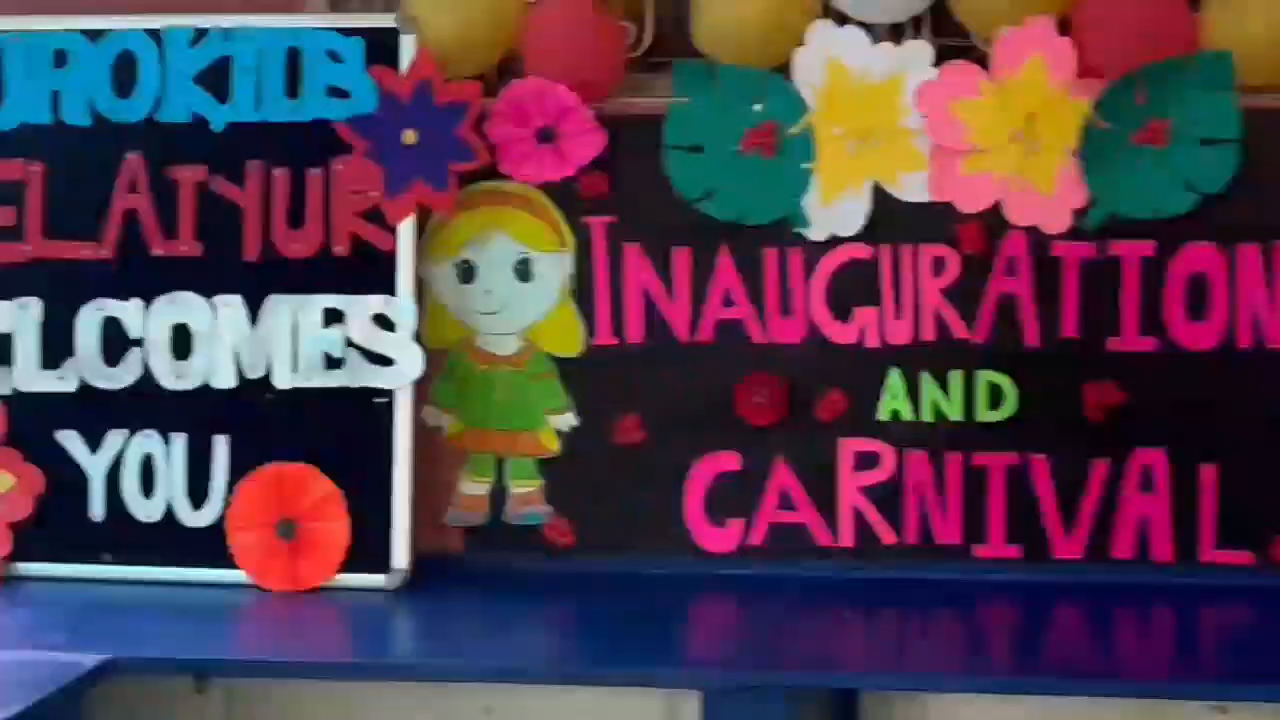 UROKIDS
ELAIYUR
ELCOMES
YOU
INAUGURATION
AND
CARNIVAL